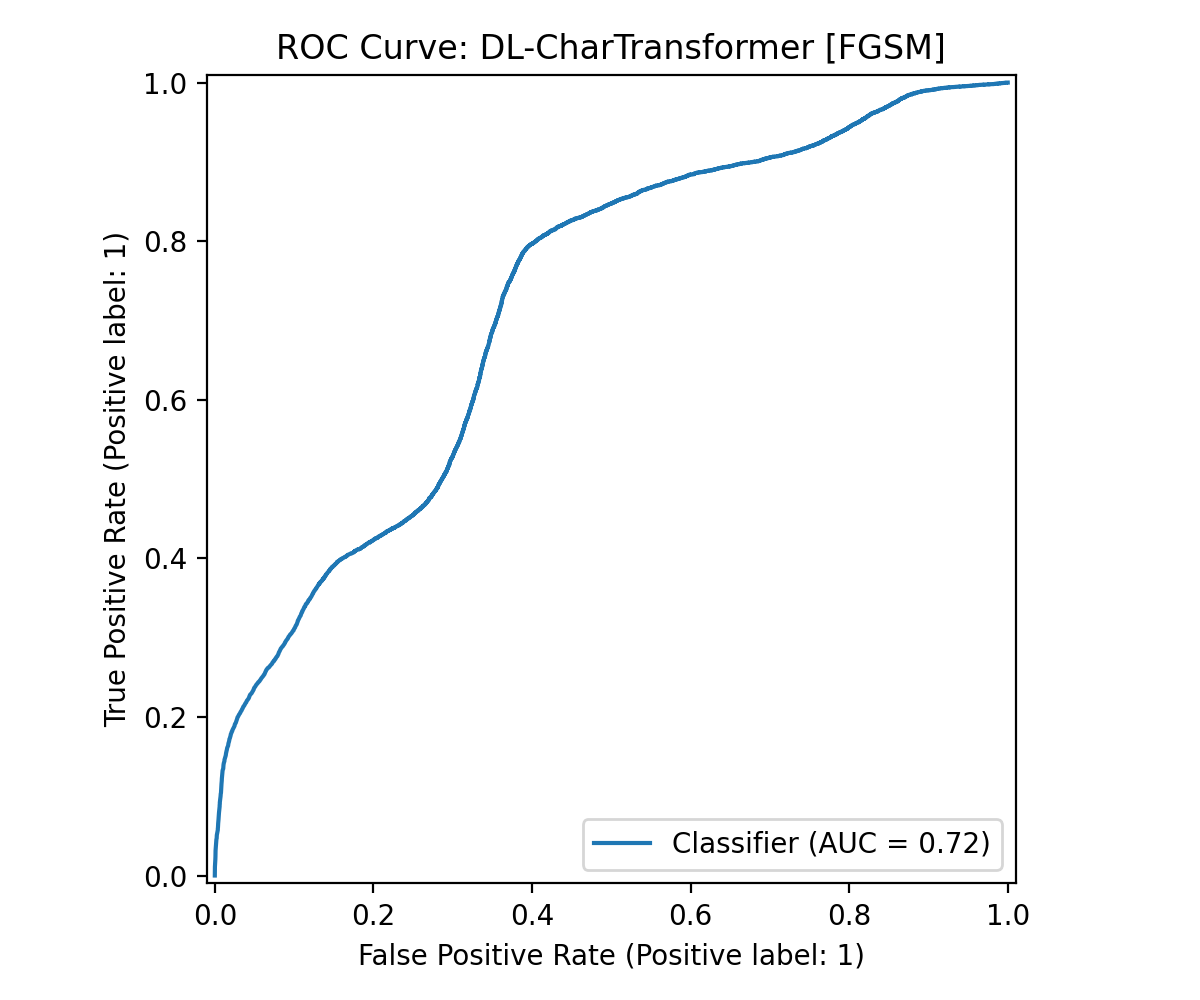 ROC Curve: DL-CharTransformer [FGSM]
True Positive Rate (Positive label: 1)
1.0
0.8
0.6
0.4
0.2
0.0
Classifier (AUC = 0.72)
0.0 0.2 0.4 0.6 0.8 1.0
False Positive Rate (Positive label: 1)